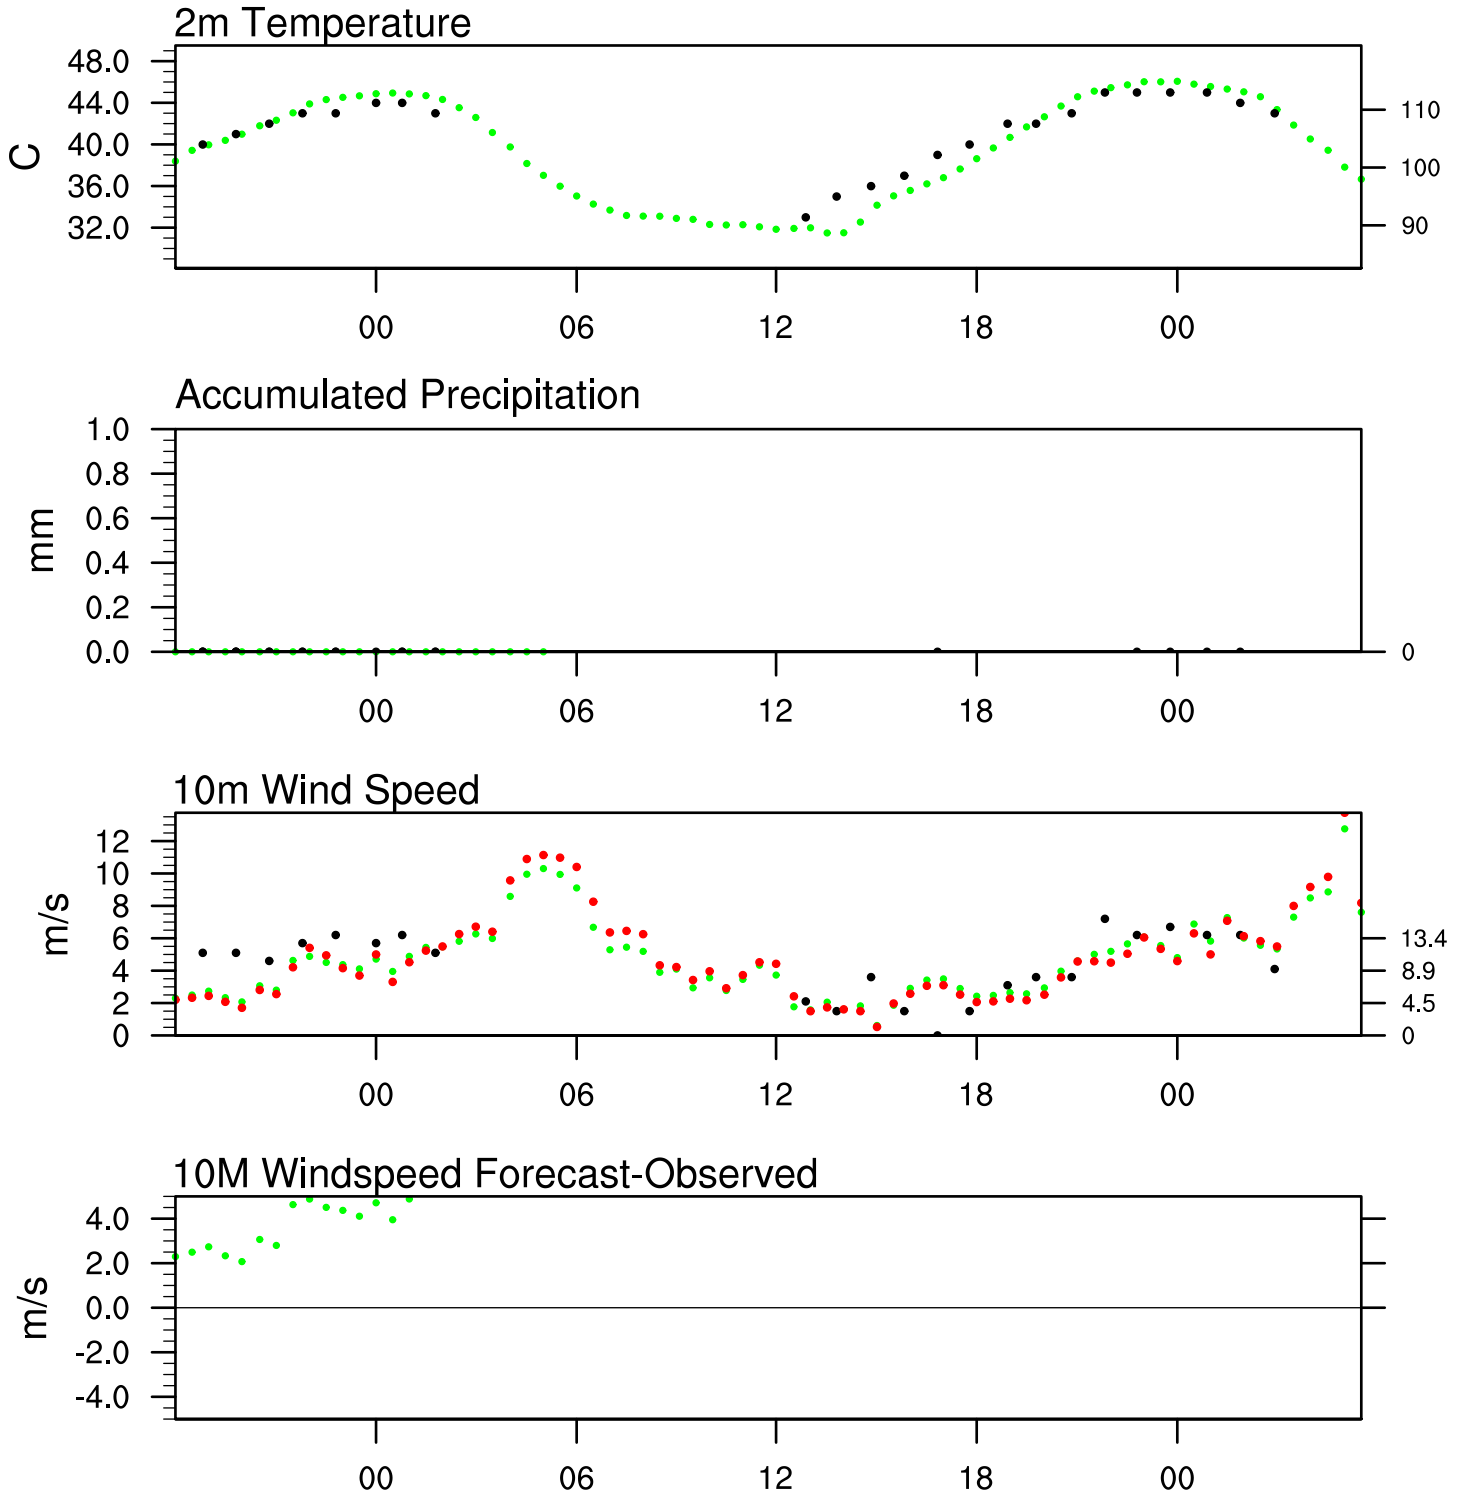 2m Temperature
48.0
44.0
40.0
36.0
32.0
C
110
100
90
00 06 12 18 00
Accumulated Precipitation
1.0
0.8
0.6
0.4
0.2
0.0
mm
0
00 06 12 18 00
10m Wind Speed
12
10
8
6
4
2
0
m/s
13.4
8.9
4.5
0
00 06 12 18 00
10M Windspeed Forecast-Observed
4.0
2.0
0.0
-2.0
-4.0
m/s
00 06 12 18 00